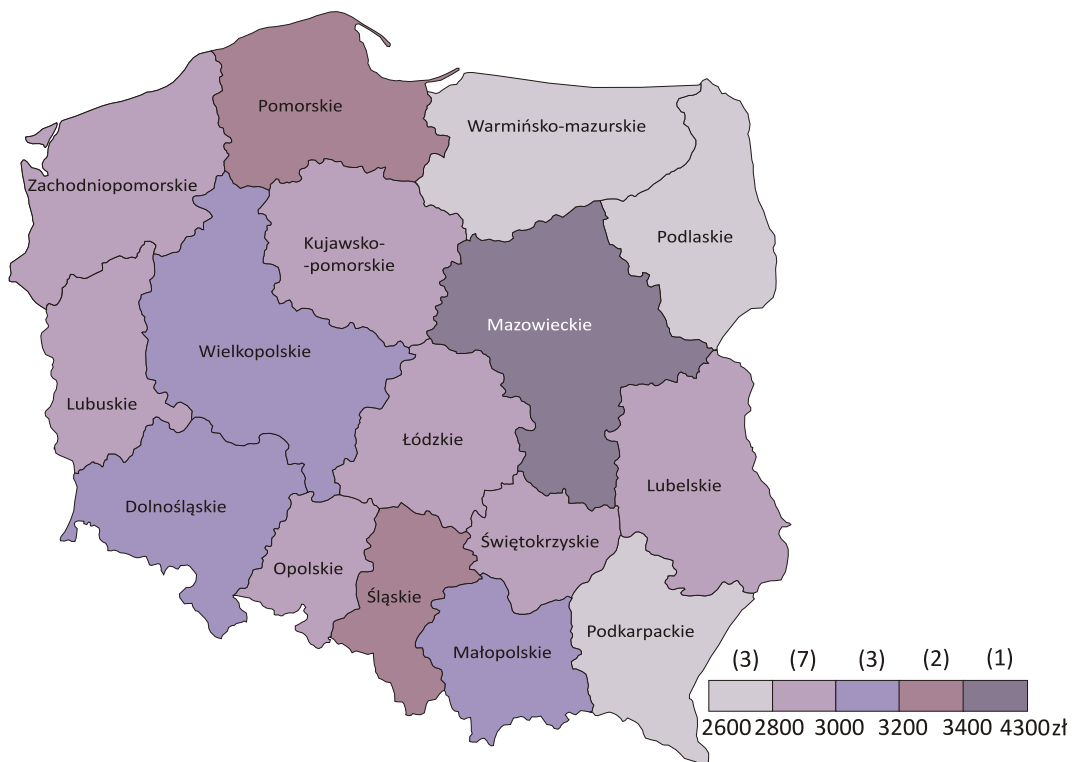 Pomorskie
Warmińsko-mazurskie
Zachodniopomorskie
Podlaskie
Kujawsko-
-pomorskie
Mazowieckie
Wielkopolskie
Lubuskie
Łódzkie
Lubelskie
Dolnośląskie
Świętokrzyskie
Opolskie
Śląskie
Podkarpackie
Małopolskie
(3) (7) (3) (2) (1)
2600 2800 3000 3200 3400 4300 zł